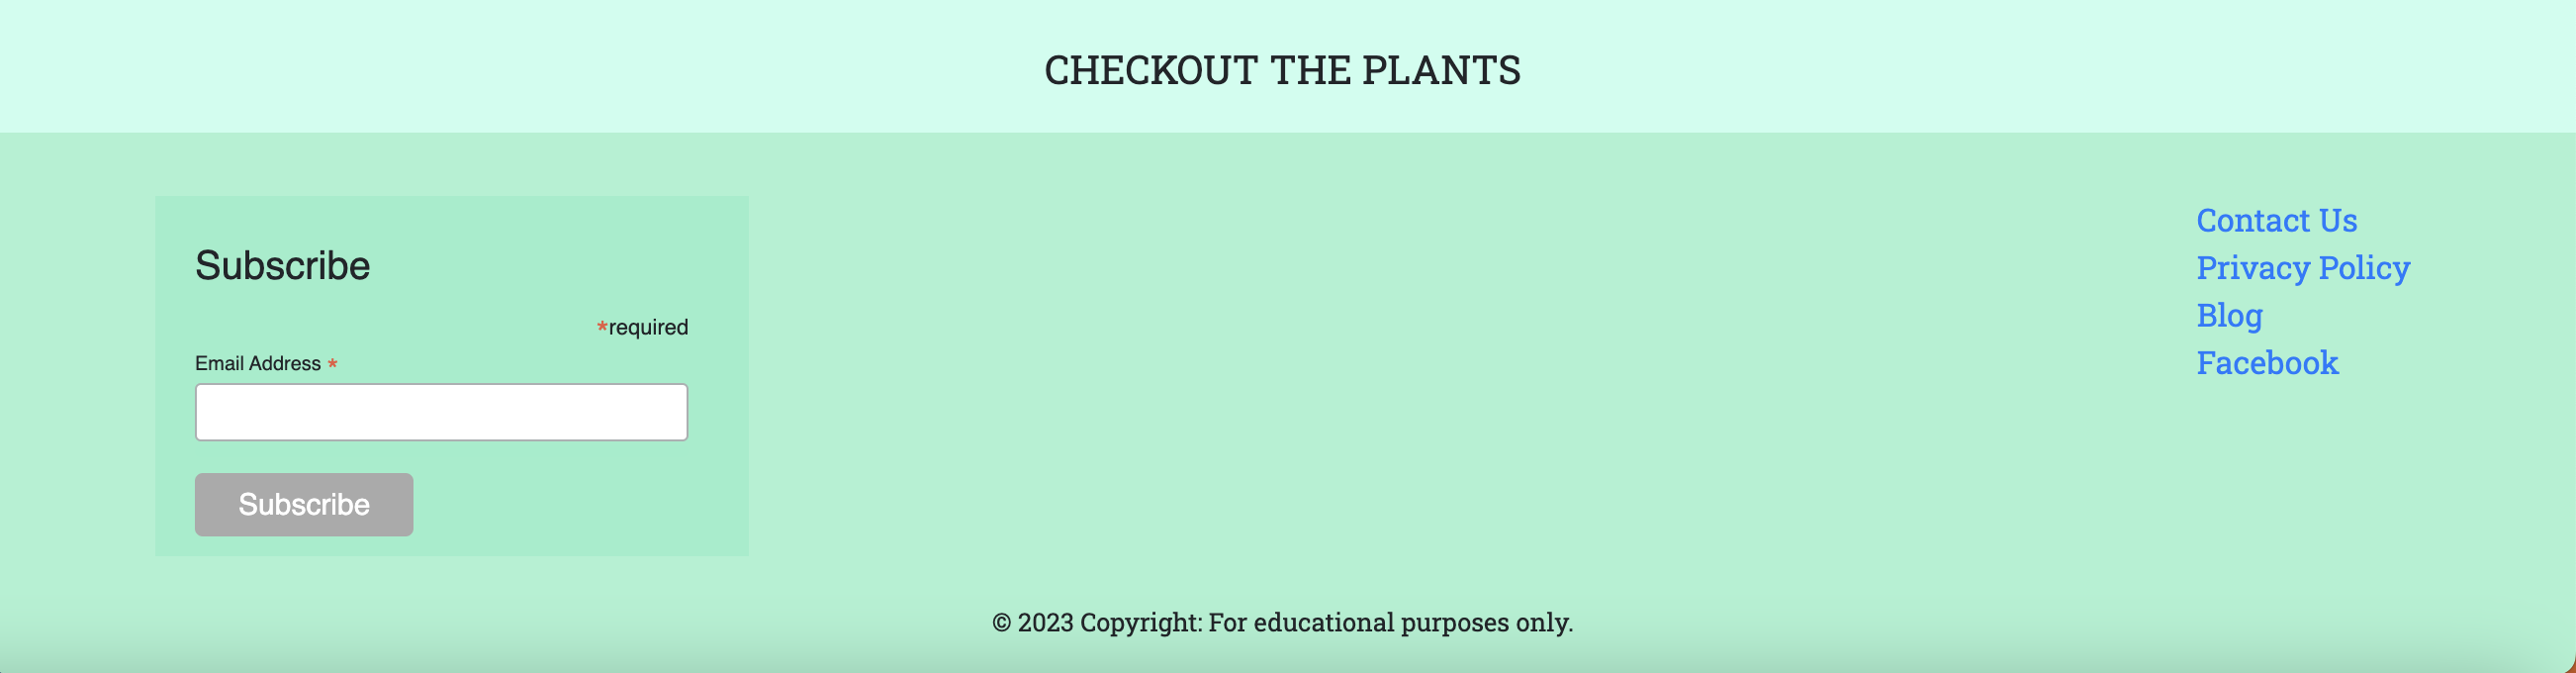 CHECKOUT THE PLANTS
Subscribe
*required
Email Address *
Subscribe
Contact Us
Privacy Policy
Blog
Facebook
© 2023 Copyright: For educational purposes only.